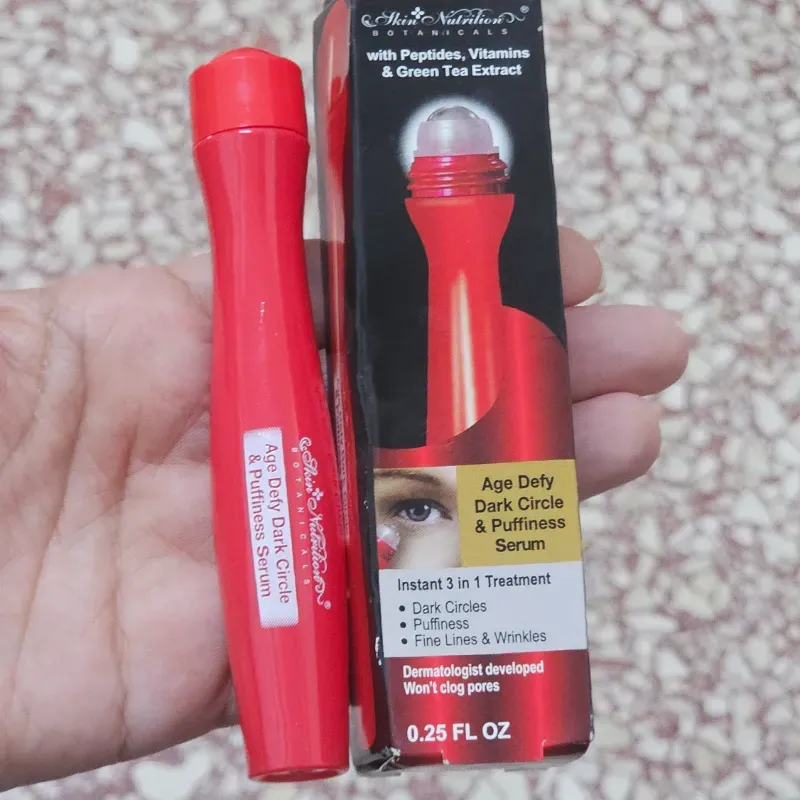 Skin Nutrition®
BOTANICALS
with Peptides, Vitamins
& Green Tea Extract
Age Defy
Dark Circle
& Puffiness
Serum
Instant 3 in 1 Treatment
• Dark Circles
• Puffiness
• Fine Lines & Wrinkles
Dermatologist developed
Won't clog pores
0.25 FL OZ
Skin Nutrition®
BOTANICALS
Age Defy Dark Circle
& Puffiness Serum